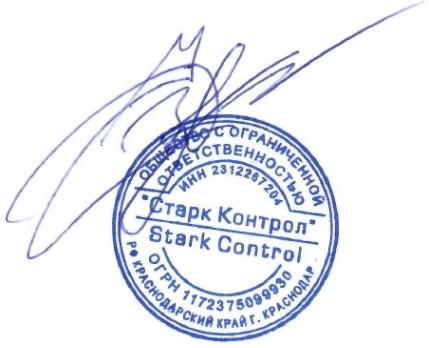 ОБЩЕСТВО С ОГРАНИЧЕННОЙ
ОТВЕТСТВЕННОСТЬЮ
ИНН 2312267204
"Старк Контрол"
Stark Control
ОГРН 1172375099930
РФ КРАСНОДАРСКИЙ КРАЙ Г. КРАСНОДАР